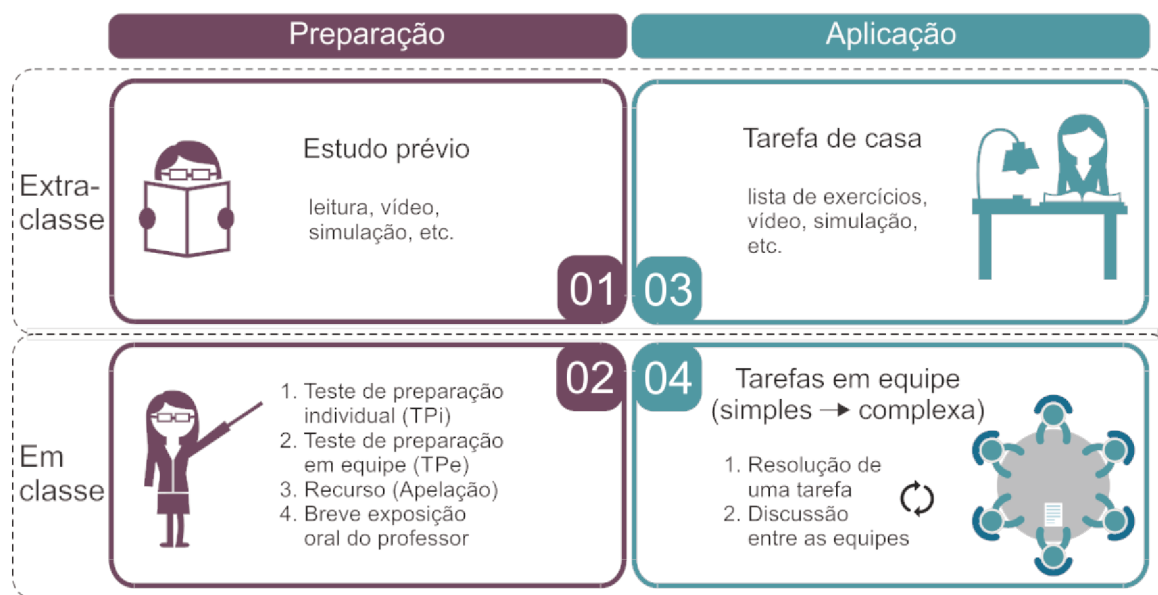 Preparação
Aplicação
Extra-
classe
Estudo prévio
leitura, vídeo,
simulação, etc.
01
Tarefa de casa
lista de exercícios,
vídeo, simulação,
etc.
03
Em
classe
1. Teste de preparação
individual (TPi)
2. Teste de preparação
em equipe (TPe)
3. Recurso (Apelação)
4. Breve exposição
oral do professor
02
04
Tarefas em equipe
(simples → complexa)
1. Resolução de
uma tarefa
2. Discussão
entre as equipes